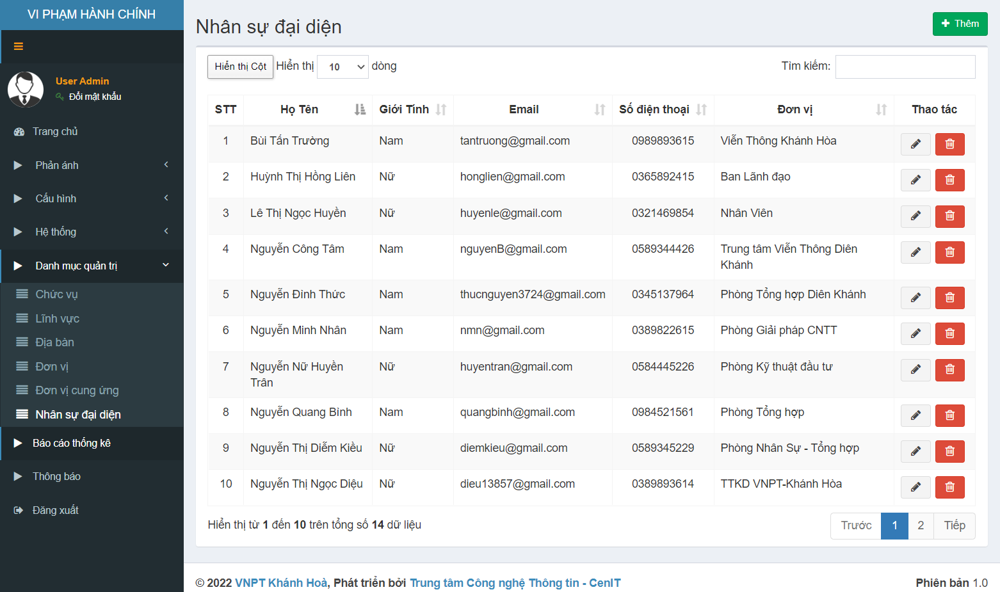 VI PHẠM HÀNH CHÍNH
User Admin
Đổi mật khẩu
Trang chủ
Phản ánh
Cấu hình
Hệ thống
Danh mục quản trị
Chức vụ
Lĩnh vực
Địa bàn
Đơn vị
Đơn vị cung ứng
Nhân sự đại diện
Báo cáo thống kê
Thông báo
Đăng xuất
Nhân sự đại diện
Thêm
Hiển thị Cột Hiển thị 10 dòng Tìm kiếm:
STT Họ Tên Giới Tính Email Số điện thoại Đơn vị Thao tác
1 Bùi Tấn Trường Nam tantruong@gmail.com 0989893615 Viễn Thông Khánh Hòa
2 Huỳnh Thị Hồng Liên Nữ honglien@gmail.com 0365892415 Ban Lãnh đạo
3 Lê Thị Ngọc Huyền Nữ huyenle@gmail.com 0321469854 Nhân Viên
4 Nguyễn Công Tâm Nam nguyenB@gmail.com 0589344426 Trung tâm Viễn Thông Diên
Khánh
5 Nguyễn Đình Thức Nam thucnguyen3724@gmail.com 0345137964 Phòng Tổng hợp Diên Khánh
6 Nguyễn Minh Nhân Nam nmn@gmail.com 0389822615 Phòng Giải pháp CNTT
7 Nguyễn Nữ Huyền Nữ huyentran@gmail.com 0584445226 Phòng Kỹ thuật đầu tư
Trân
8 Nguyễn Quang Bình Nam quangbinh@gmail.com 0984521561 Phòng Tổng hợp
9 Nguyễn Thị Diễm Kiều Nữ diemkieu@gmail.com 0589345229 Phòng Nhân Sự - Tổng hợp
10 Nguyễn Thị Ngọc Diệu Nữ dieu13857@gmail.com 0389893614 TTKD VNPT-Khánh Hòa
Hiển thị từ 1 đến 10 trên tổng số 14 dữ liệu
Trước 1 2 Tiếp
© 2022 VNPT Khánh Hoà, Phát triển bởi Trung tâm Công nghệ Thông tin - CenIT
Phiên bản 1.0